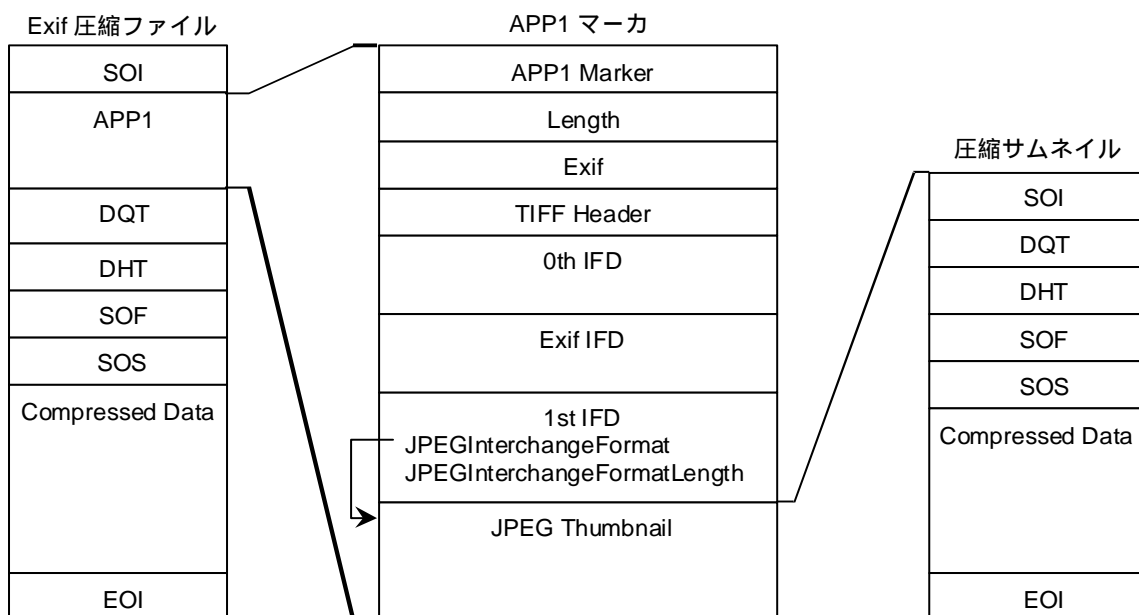 Exif 圧縮ファイル
SOI
APP1
DQT
DHT
SOF
SOS
Compressed Data
EOI
APP1 マーカ
APP1 Marker
Length
Exif
TIFF Header
0th IFD
Exif IFD
1st IFD
JPEGInterchangeFormat
JPEGInterchangeFormatLength
JPEG Thumbnail
圧縮サムネイル
SOI
DQT
DHT
SOF
SOS
Compressed Data
EOI